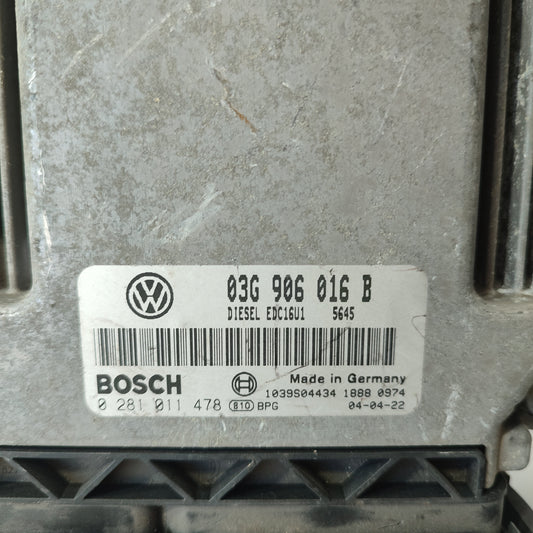 03G 906 016 B
DIESEL EDC16U1 5645
BOSCH
Made in Germany
0 281 011 478 810 BPG
1039S04434 1888 0974
04-04-22